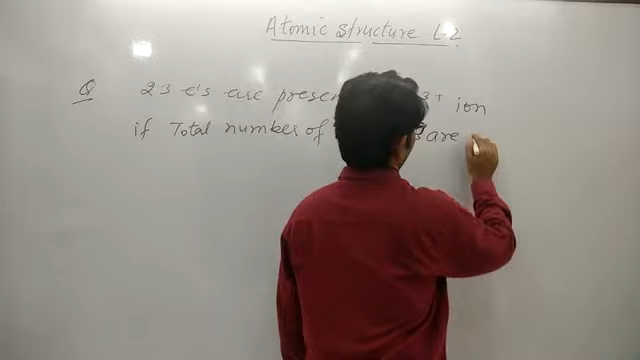 Atomic structure L-2
Q 23 e's are presen 3+ ion
if Total number of are